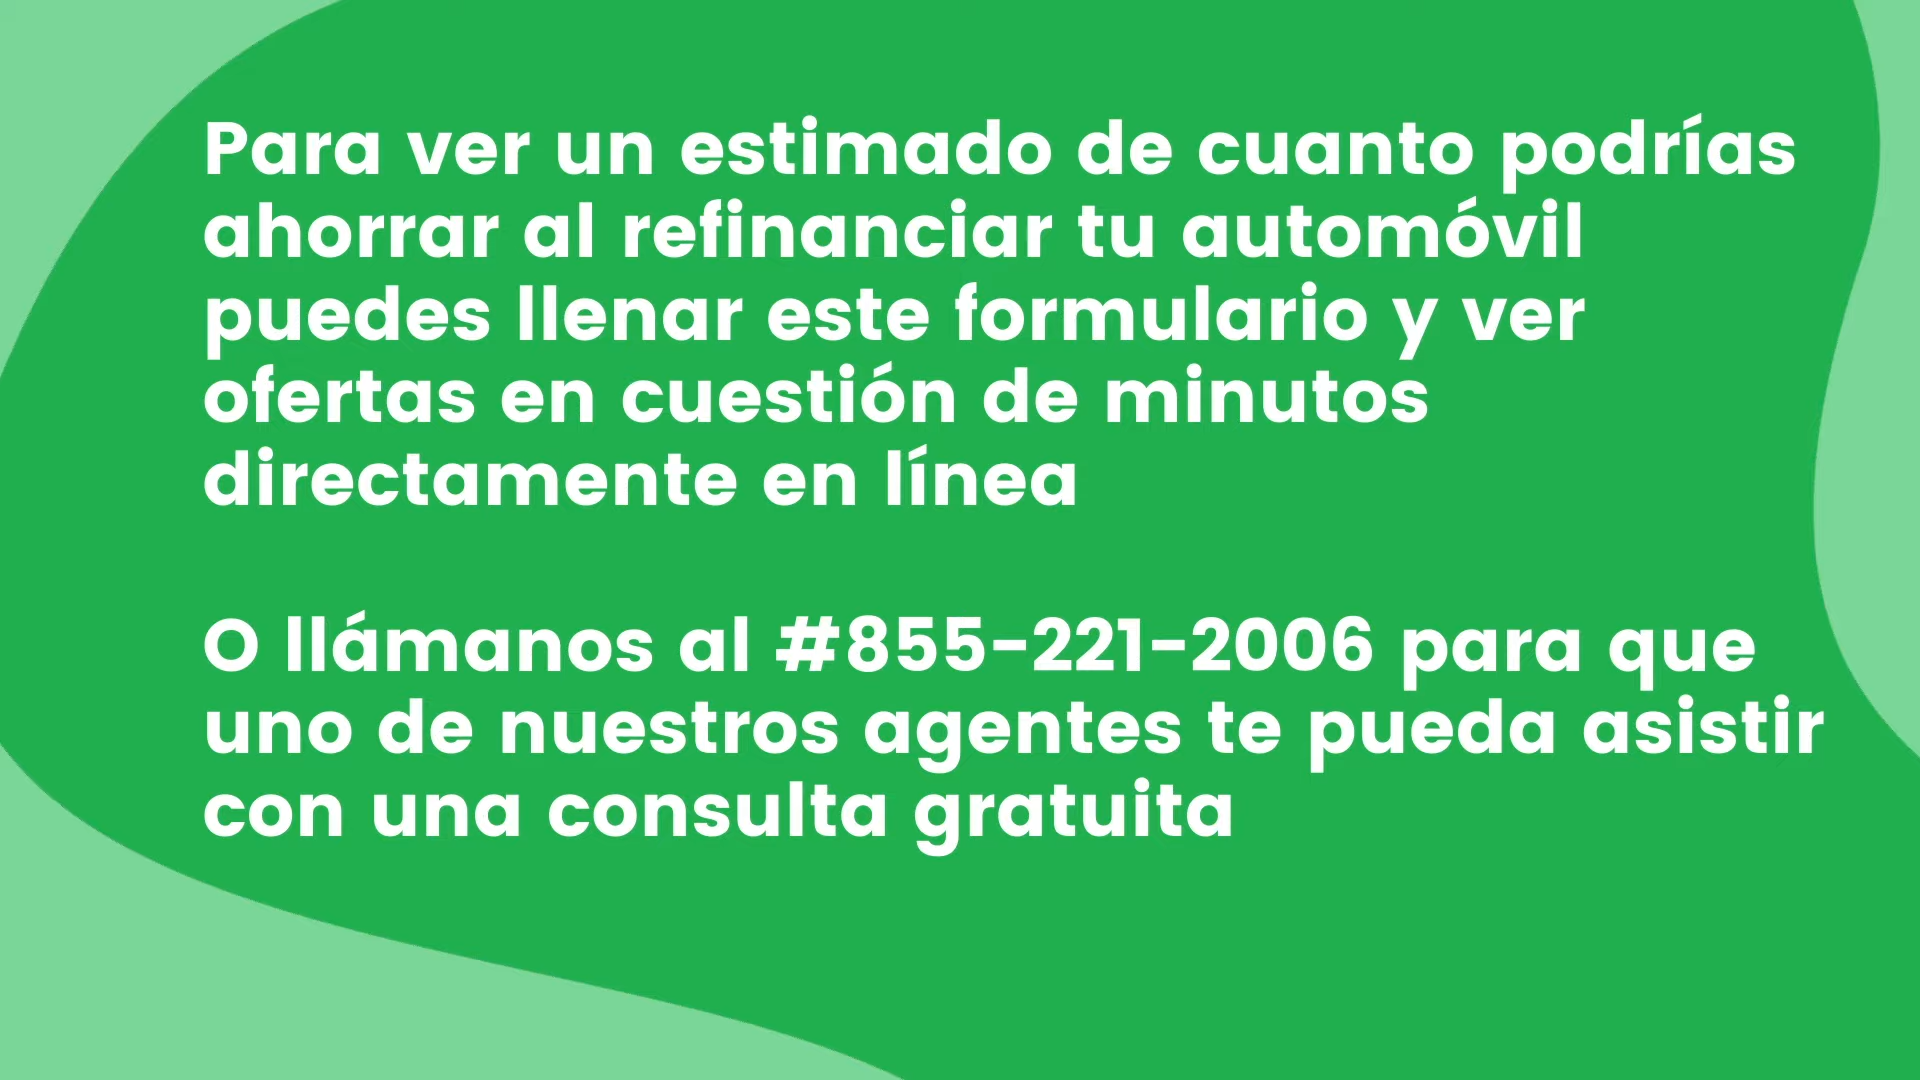 Para ver un estimado de cuanto podrías
ahorrar al refinanciar tu automóvil
puedes llenar este formulario y ver
ofertas en cuestión de minutos
directamente en línea
O llámanos al #855-221-2006 para que
uno de nuestros agentes te pueda asistir
con una consulta gratuita